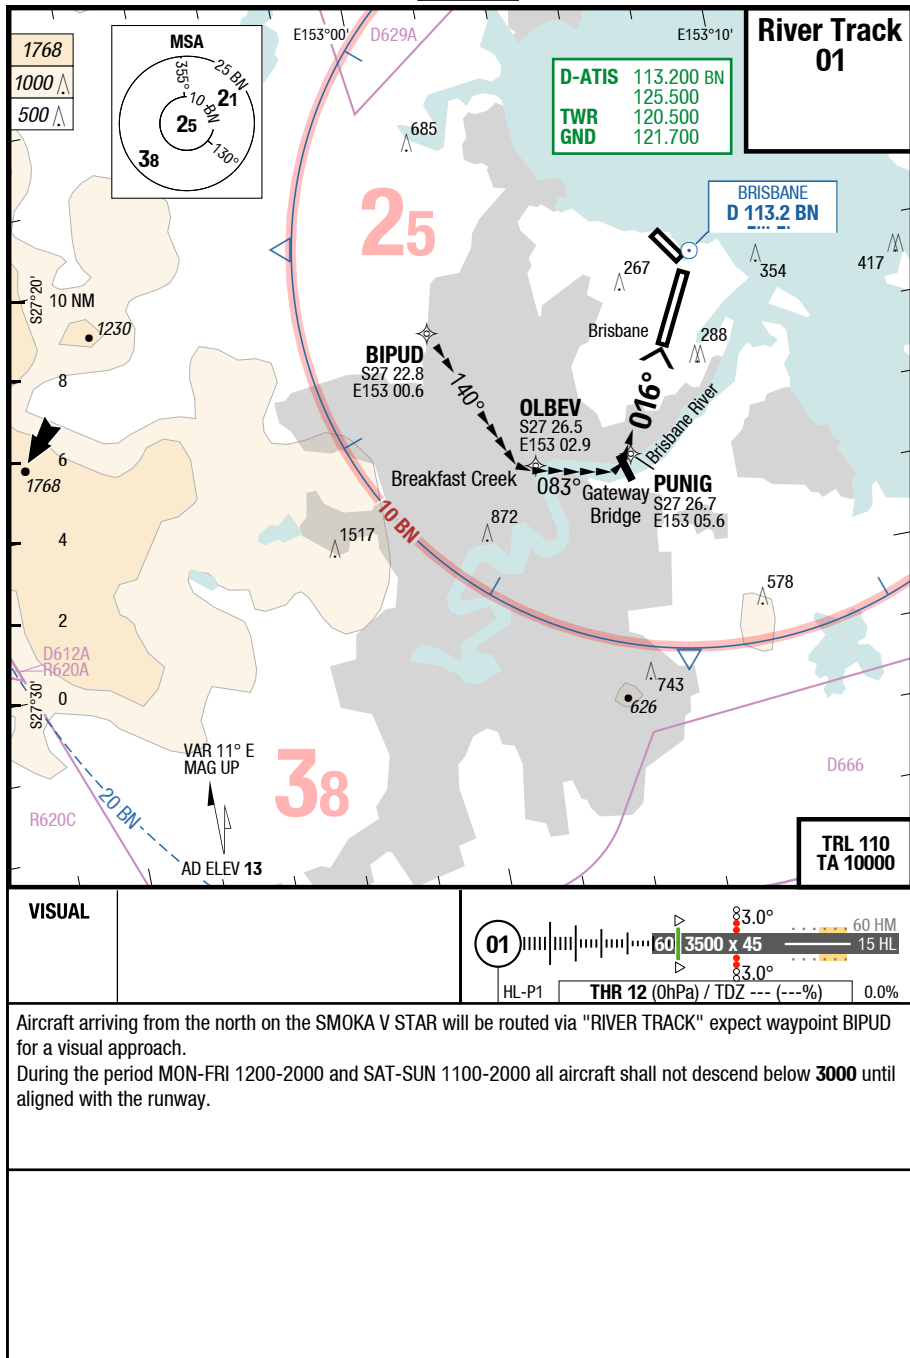 E153°00'
D629A
E153°10'
River Track
01
1768
1000
500
MSA
355°
25 BN
10 BN
21
25
38
130°
D-ATIS 113.200 BN
125.500
TWR 120.500
GND 121.700
685
25
BRISBANE
D 113.2 BN
267
354
417
S27°20'
10 NM
1230
Brisbane
288
BIPUD
S27 22.8
E153 00.6
8
140°
016°
OLBEV
S27 26.5
E153 02.9
Brisbane River
6
1768
Breakfast Creek
083°
Gateway
Bridge
PUNIG
S27 26.7
E153 05.6
10 BN
872
1517
4
578
2
D612A
R620A
743
626
S27°30'
0
VAR 11° E
MAG UP
38
D666
20 BN
R620C
AD ELEV 13
TRL 110
TA 10000
VISUAL
01
60
3500 x 45
3.0°
3.0°
60 HM
15 HL
HL-P1
THR 12 (0hPa) / TDZ --- (---%)
0.0%
Aircraft arriving from the north on the SMOKA V STAR will be routed via "RIVER TRACK" expect waypoint BIPUD
for a visual approach.
During the period MON-FRI 1200-2000 and SAT-SUN 1100-2000 all aircraft shall not descend below 3000 until
aligned with the runway.